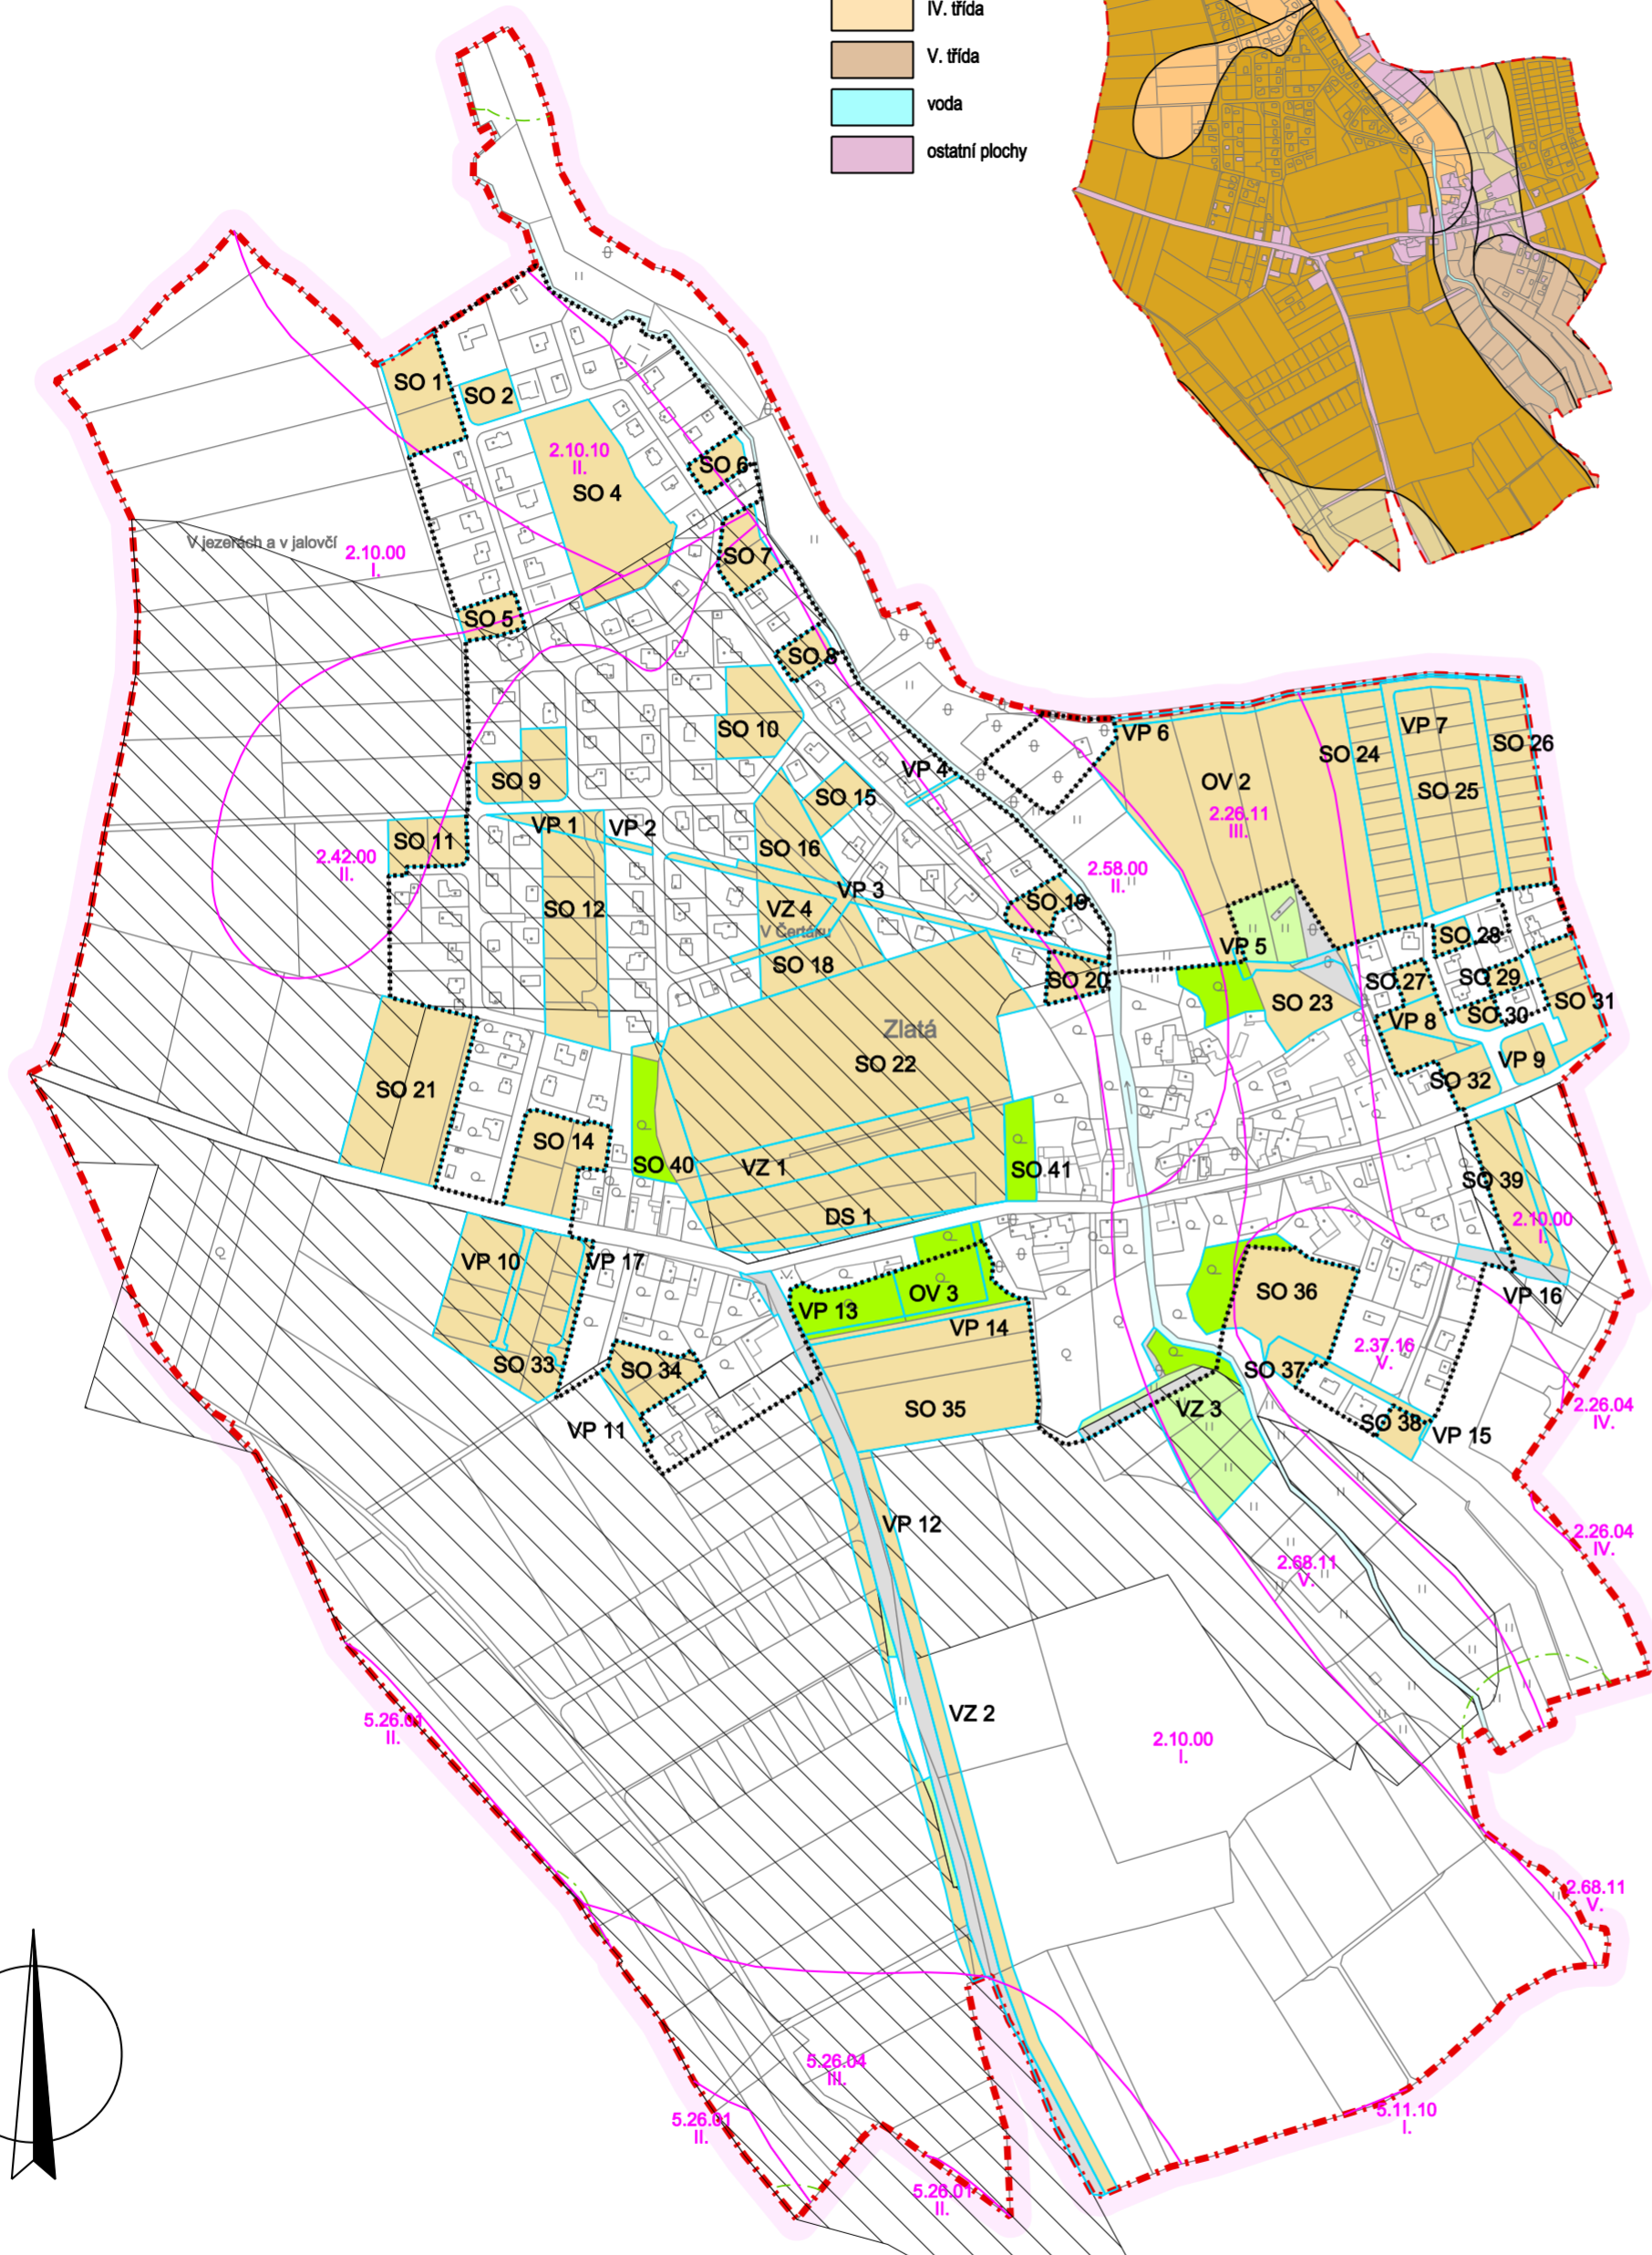 IV. třída
V. třída
voda
ostatní plochy
SO 1
SO 2
2.10.10
II.
SO 4
SO 6
V jezerách a v jalovčí
2.10.00
I.
SO 7
SO 5
SO 8
SO 10
VP 6
VP 7
SO 24
SO 26
VP 4
SO 9
SO 15
OV 2
SO 25
2.26.11
III.
VP 1
VP 2
SO 11
SO 16
2.42.00
II.
2.58.00
II.
VP 3
SO 12
VZ 4
SO 19
V Čertáku
SO 18
VP 5
SO 28
SO 20
SO 27
SO 29
SO 23
SO 30
SO 31
VP 8
Zlatá
SO 22
VP 9
SO 32
SO 21
SO 14
SO 40
VZ 1
SO 41
SO 39
DS 1
2.10.00
I.
VP 10
VP 17
OV 3
SO 36
VP 16
VP 13
VP 14
2.37.16
V.
SO 33
SO 34
SO 37
SO 35
VZ 3
2.26.04
IV.
VP 11
SO 38
VP 15
VP 12
2.26.04
IV.
2.68.11
V.
5.26.01
II.
VZ 2
2.10.00
I.
2.68.11
V.
5.26.04
III.
5.26.01
II.
5.11.10
I.
5.26.01
II.